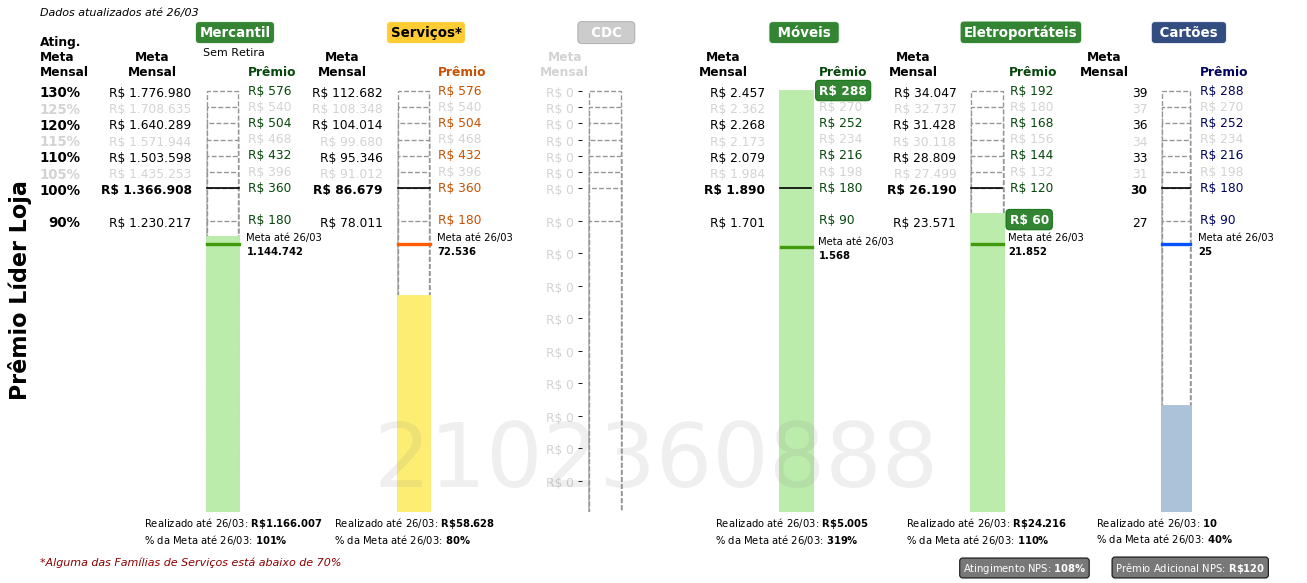 Dados atualizados até 26/03
Mercantil Serviços* CDC Móveis Eletroportáteis Cartões
Sem Retira
Ating. Meta Mensal
Meta Mensal Prêmio Meta Mensal Prêmio Meta Mensal Meta Mensal Prêmio Meta Mensal Prêmio Meta Mensal Prêmio
130% R$ 1.776.980 R$ 576 R$ 112.682 R$ 576 R$ 0 R$ 2.457 R$ 288 R$ 34.047 R$ 192 39 R$ 288
125% R$ 1.708.635 R$ 540 R$ 108.348 R$ 540 R$ 0 R$ 2.362 R$ 270 R$ 32.737 R$ 180 37 R$ 270
120% R$ 1.640.289 R$ 504 R$ 104.014 R$ 504 R$ 0 R$ 2.268 R$ 252 R$ 31.428 R$ 168 36 R$ 252
115% R$ 1.571.944 R$ 468 R$ 99.680 R$ 468 R$ 0 R$ 2.173 R$ 234 R$ 30.118 R$ 156 34 R$ 234
110% R$ 1.503.598 R$ 432 R$ 95.346 R$ 432 R$ 0 R$ 2.079 R$ 216 R$ 28.809 R$ 144 33 R$ 216
105% R$ 1.435.253 R$ 396 R$ 91.012 R$ 396 R$ 0 R$ 1.984 R$ 198 R$ 27.499 R$ 132 31 R$ 198
100% R$ 1.366.908 R$ 360 R$ 86.679 R$ 360 R$ 0 R$ 1.890 R$ 180 R$ 26.190 R$ 120 30 R$ 180
90% R$ 1.230.217 R$ 180 R$ 78.011 R$ 180 R$ 0 R$ 1.701 R$ 90 R$ 23.571 R$ 60 27 R$ 90
Meta até 26/03 Meta até 26/03 Meta até 26/03 Meta até 26/03 Meta até 26/03
1.144.742 72.536 R$ 0 1.568 21.852 25
R$ 0
R$ 0
R$ 0
R$ 0
R$ 0
R$ 0
R$ 0
Prêmio Líder Loja
2102360888
Realizado até 26/03: R$1.166.007 Realizado até 26/03: R$58.628 Realizado até 26/03: R$5.005 Realizado até 26/03: R$24.216 Realizado até 26/03: 10
% da Meta até 26/03: 101% % da Meta até 26/03: 80% % da Meta até 26/03: 319% % da Meta até 26/03: 110% % da Meta até 26/03: 40%
*Alguma das Famílias de Serviços está abaixo de 70%
Atingimento NPS: 108% Prêmio Adicional NPS: R$120